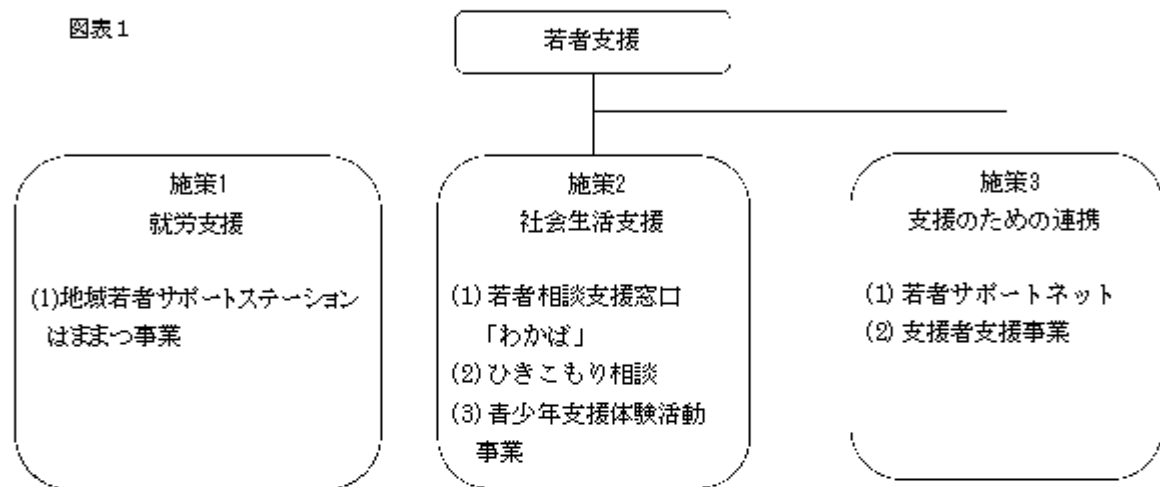 図表1
若者支援
施策1
就労支援
(1)地域若者サポートステーション
はままつ事業
施策2
社会生活支援
(1)若者相談支援窓口
「わかば」
(2)ひきこもり相談
(3)青少年支援体験活動
事業
施策3
支援のための連携
(1)若者サポートネット
(2)支援者支援事業